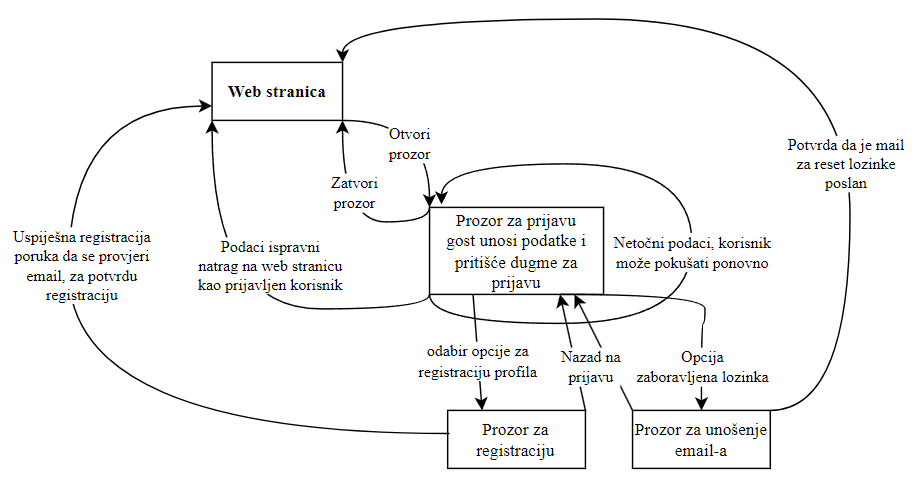 Web stranica
Otvori
prozor
Zatvori
prozor
Potvrda da je mail
za reset lozinke
poslan
Prozor za prijavu
gost unosi podatke i
pritišće dugme za
prijavu
Uspiješna registracija
poruka da se provjeri
email, za potvrdu
registraciju
Podaci ispravni
natrag na web stranicu
kao prijavljen korisnik
Netočni podaci, korisnik
može pokušati ponovno
odabir opcije za
registraciju profila
Nazad na
prijavu
Opcija
zaboravljena lozinka
Prozor za
registraciju
Prozor za unošenje
email-a